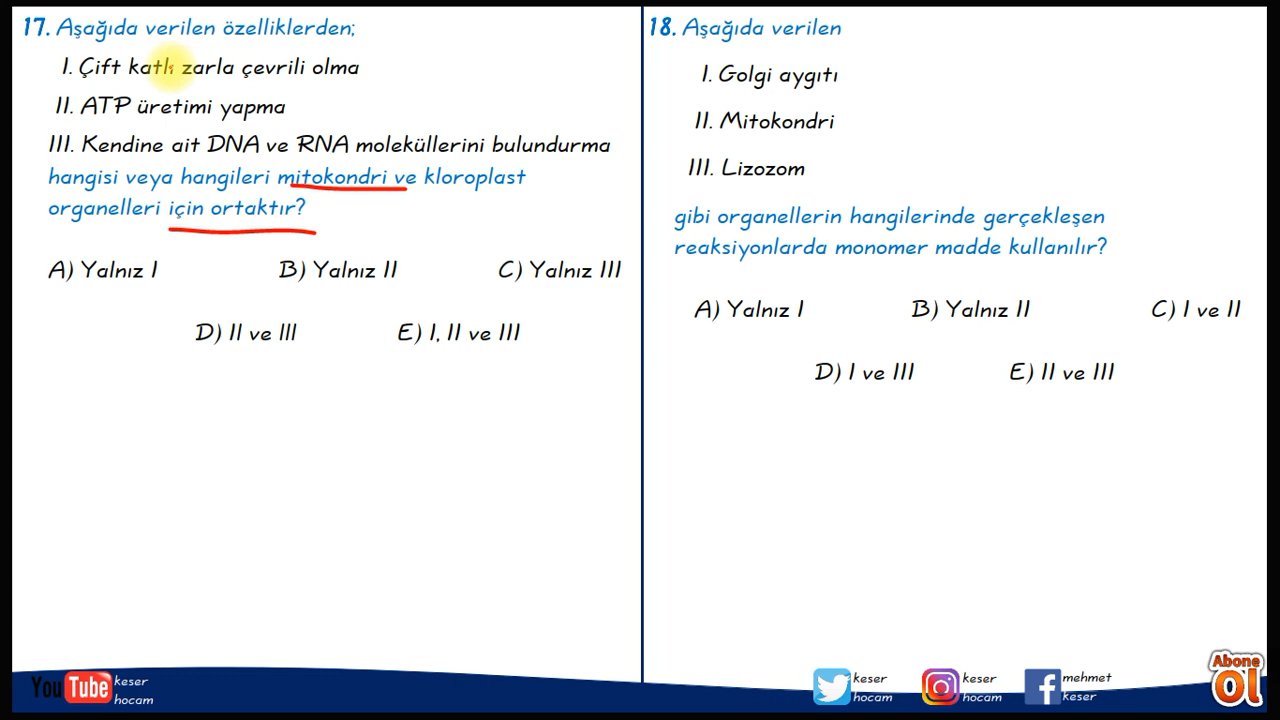 17. Aşağıda verilen özelliklerden;
I. Çift katlı zarla çevrili olma
II. ATP üretimi yapma
III. Kendine ait DNA ve RNA moleküllerini bulundurma
hangisi veya hangileri mitokondri ve kloroplast
organelleri için ortaktır?
A) Yalnız I B) Yalnız II C) Yalnız III
D) II ve III E) I, II ve III
18. Aşağıda verilen
I. Golgi aygıtı
II. Mitokondri
III. Lizozom
gibi organellerin hangilerinde gerçekleşen
reaksiyonlarda monomer madde kullanılır?
A) Yalnız I B) Yalnız II C) I ve II
D) I ve III E) II ve III
YouTube keser
hocam
keser
hocam
keser
hocam
mehmet
keser
Abone
Ol